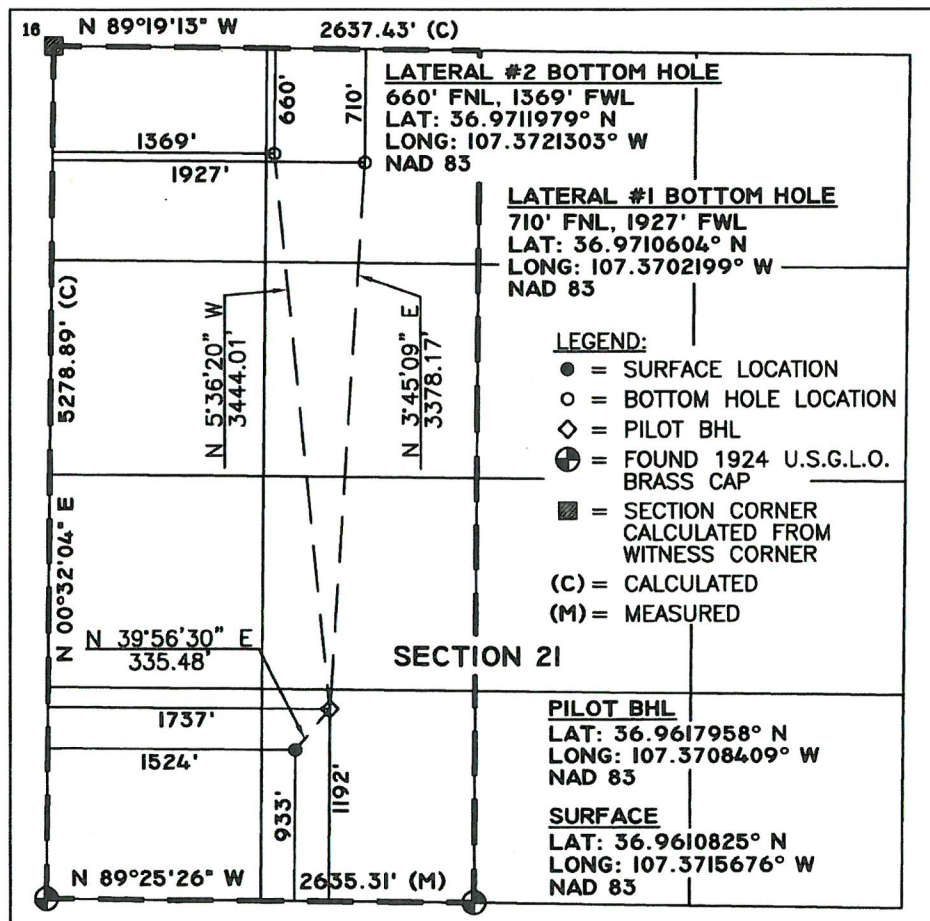 16 N 89°19'13" W 2637.43' (C)
660'
710'
LATERAL #2 BOTTOM HOLE
660' FNL, 1369' FWL
LAT: 36.9711979° N
LONG: 107.3721303° W
NAD 83
1369'
1927'
LATERAL #1 BOTTOM HOLE
710' FNL, 1927' FWL
LAT: 36.9710604° N
LONG: 107.3702199° W
NAD 83
5278.89' (C)
N 00°32'04" E
N 5°36'20" W
3444.01'
N 3°45'09" E
3378.17'
LEGEND:
= SURFACE LOCATION
= BOTTOM HOLE LOCATION
= PILOT BHL
= FOUND 1924 U.S.G.L.O.
BRASS CAP
= SECTION CORNER
CALCULATED FROM
WITNESS CORNER
(C) = CALCULATED
(M) = MEASURED
N 39°56'30" E
335.48'
SECTION 21
1737'
1524'
933'
1192'
PILOT BHL
LAT: 36.9617958° N
LONG: 107.3708409° W
NAD 83
SURFACE
LAT: 36.9610825° N
LONG: 107.3715676° W
NAD 83
N 89°25'26" W 2635.31' (M)